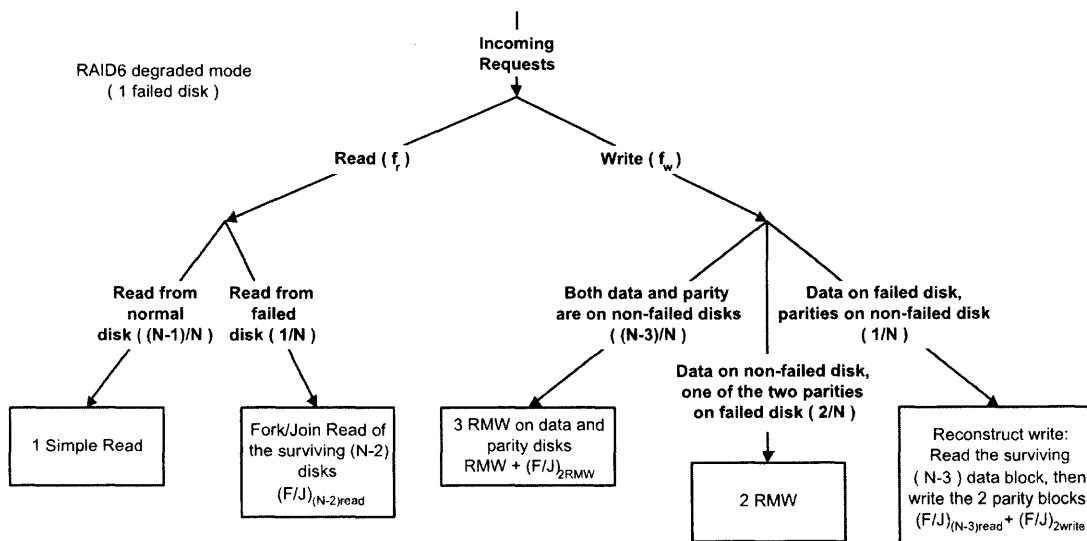 Incoming
Requests
RAID6 degraded mode
( 1 failed disk )
Read ( f_r )
Write ( f_w )
Read from
normal
disk ( (N-1)/N )
Read from
failed
disk ( 1/N )
Both data and parity
are on non-failed disks
( (N-3)/N )
Data on non-failed disk,
one of the two parities
on failed disk ( 2/N )
Data on failed disk,
parities on non-failed disk
( 1/N )
1 Simple Read
Fork/Join Read of
the surviving (N-2)
disks
(F/J)_(N-2)read
3 RMW on data and
parity disks
RMW + (F/J)_2RMW
2 RMW
Reconstruct write:
Read the surviving
( N-3 ) data block, then
write the 2 parity blocks
(F/J)_(N-3)read + (F/J)_2write